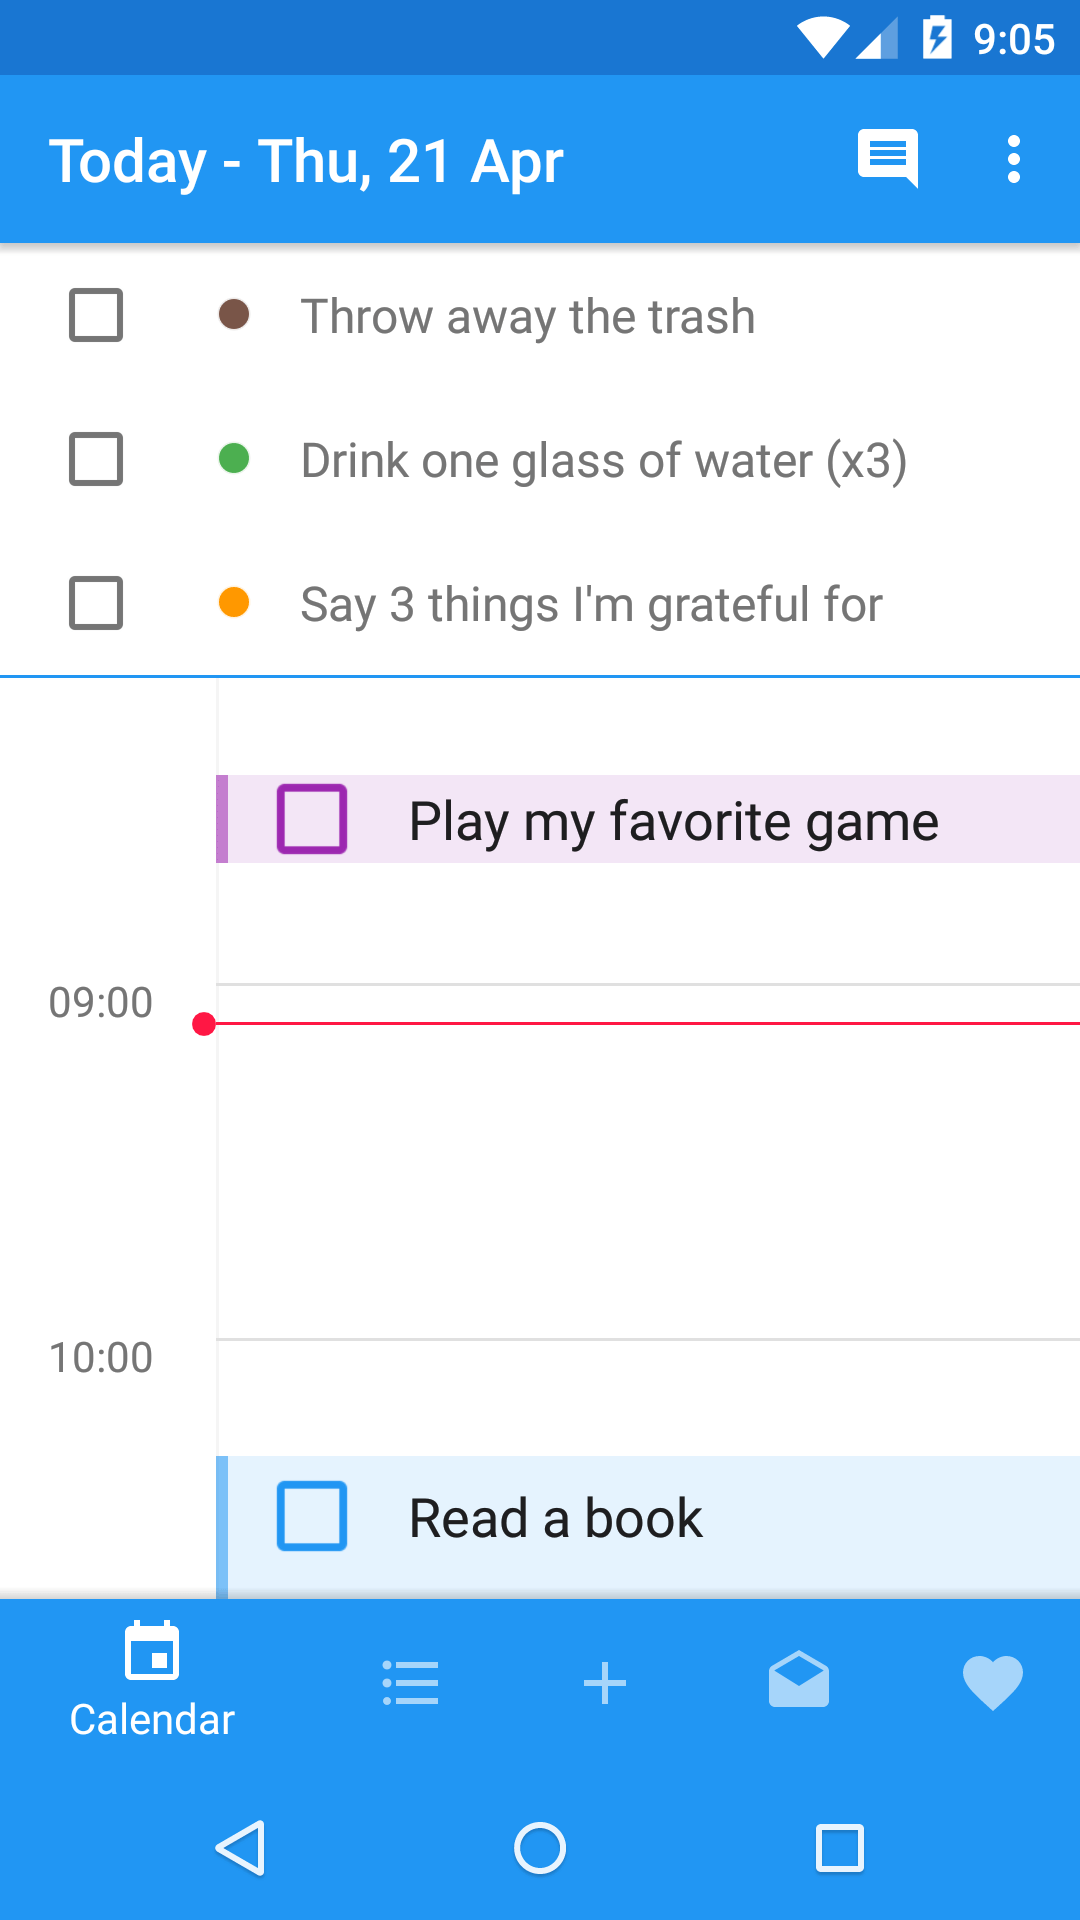 9:05
Today - Thu, 21 Apr
Throw away the trash
Drink one glass of water (x3)
Say 3 things I'm grateful for
Play my favorite game
09:00
10:00
Read a book
Calendar